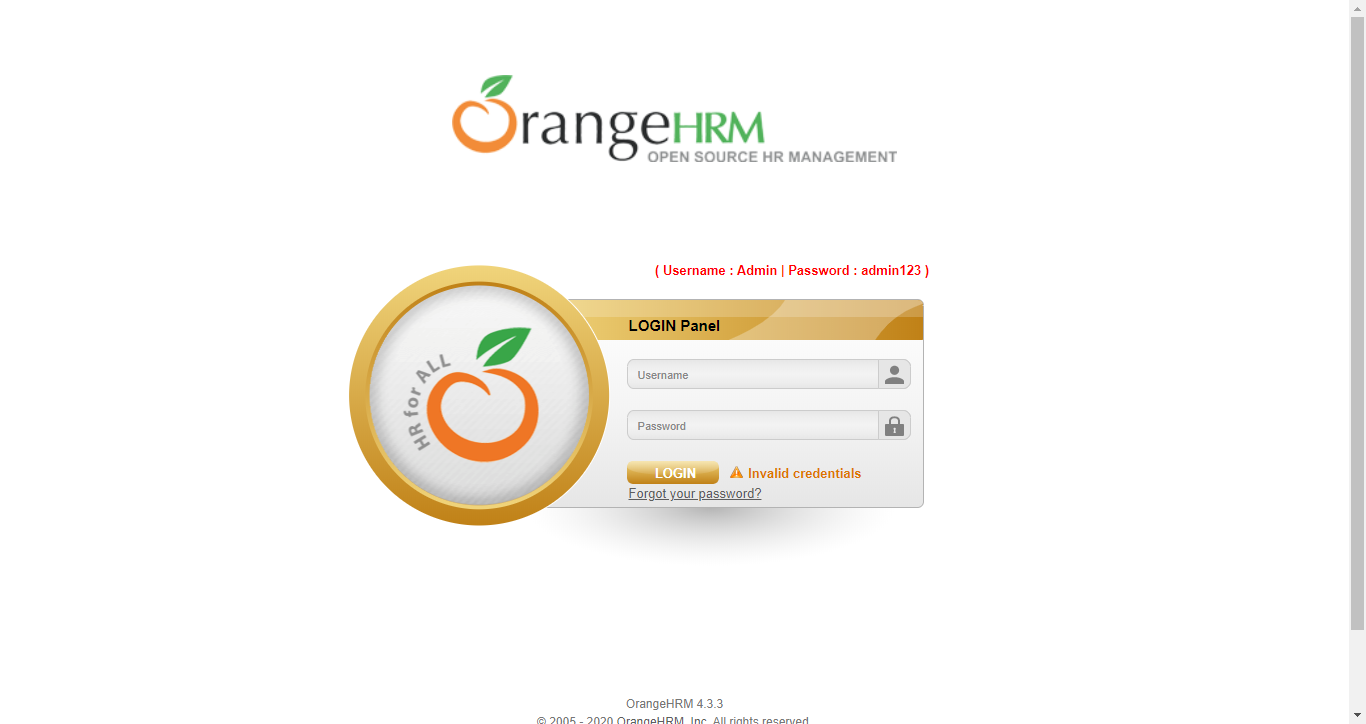 OrangeHRM
OPEN SOURCE HR MANAGEMENT
( Username : Admin | Password : admin123 )
LOGIN Panel
HR for ALL
Username
Password
LOGIN
Invalid credentials
Forgot your password?
OrangeHRM 4.3.3
© 2005 - 2020 OrangeHRM, Inc. All rights reserved.